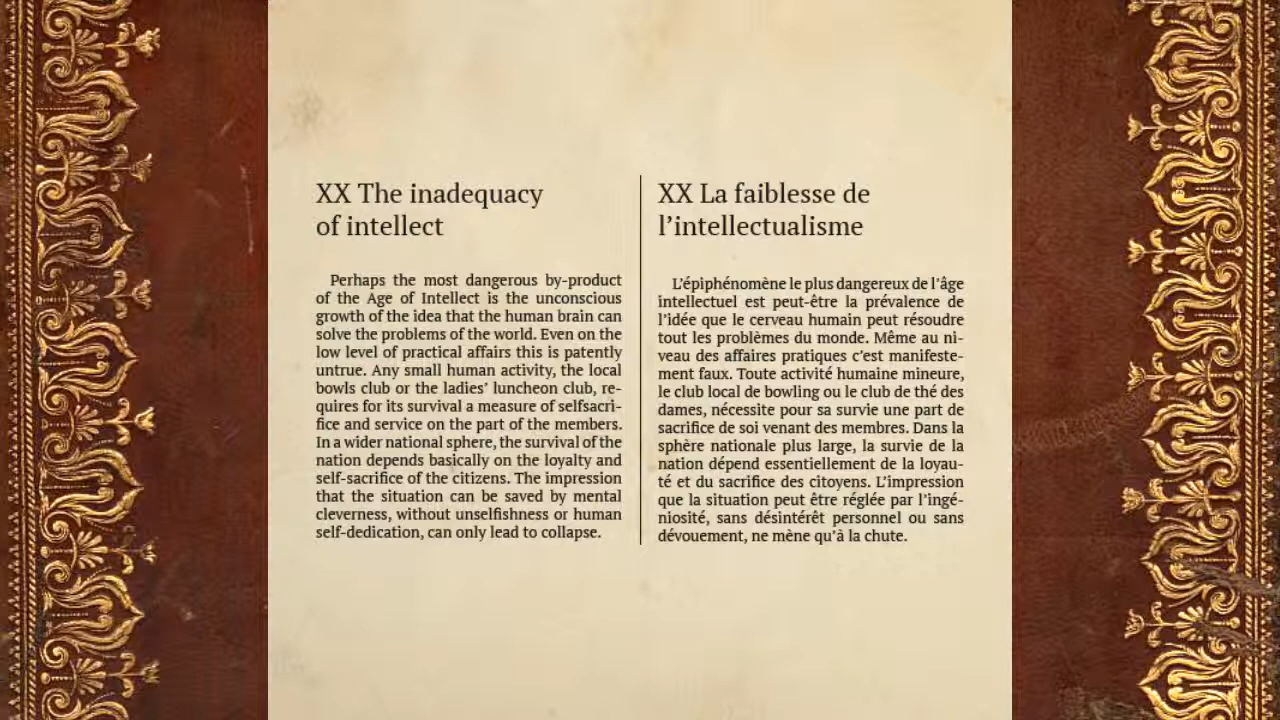 XX The inadequacy
of intellect
Perhaps the most dangerous by-product
of the Age of Intellect is the unconscious
growth of the idea that the human brain can
solve the problems of the world. Even on the
low level of practical affairs this is patently
untrue. Any small human activity, the local
bowls club or the ladies’ luncheon club, re-
quires for its survival a measure of selfsacri-
fice and service on the part of the members.
In a wider national sphere, the survival of the
nation depends basically on the loyalty and
self-sacrifice of the citizens. The impression
that the situation can be saved by mental
cleverness, without unselfishness or human
self-dedication, can only lead to collapse.
XX La faiblesse de
l’intellectualisme
L’épiphénomène le plus dangereux de l’âge
intellectuel est peut-être la prévalence de
l’idée que le cerveau humain peut résoudre
tout les problèmes du monde. Même au ni-
veau des affaires pratiques c’est manifeste-
ment faux. Toute activité humaine mineure,
le club local de bowling ou le club de thé des
dames, nécessite pour sa survie une part de
sacrifice de soi venant des membres. Dans la
sphère nationale plus large, la survie de la
nation dépend essentiellement de la loyau-
té et du sacrifice des citoyens. L’impression
que la situation peut être réglée par l’ingé-
niosité, sans désintérêt personnel ou sans
dévouement, ne mène qu’à la chute.